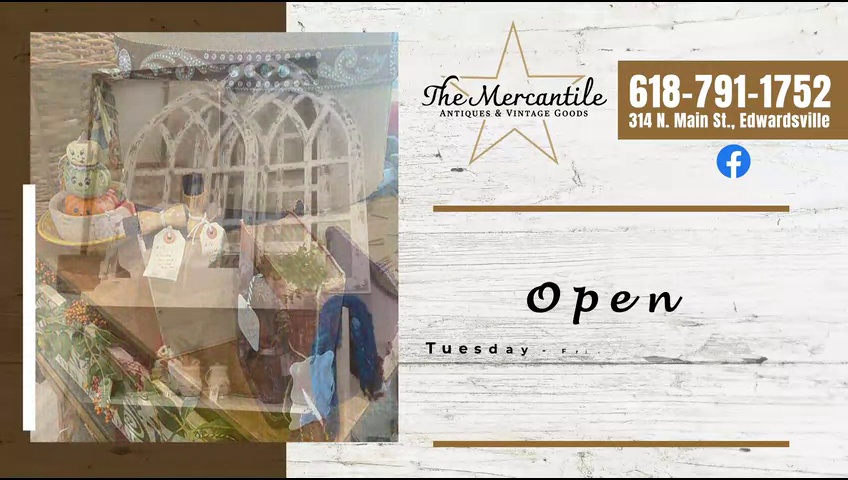 The Mercantile
Antiques & Vintage Goods
618-791-1752
314 N. Main St., Edwardsville
Open
Tuesday -